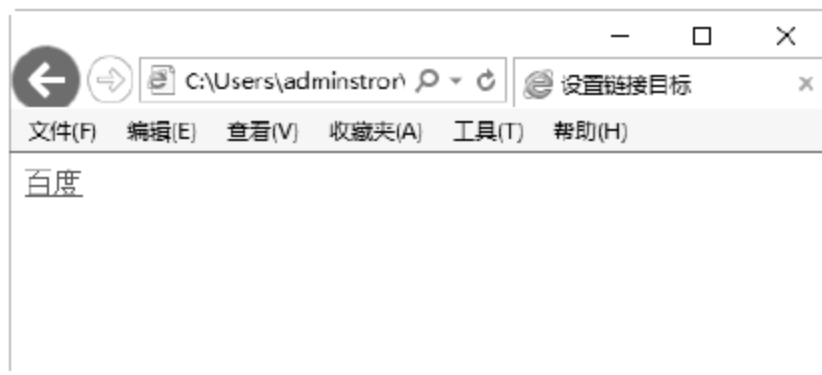 C:\Users\adminstror\ 设置链接目标
文件(F) 编辑(E) 查看(V) 收藏夹(A) 工具(T) 帮助(H)
百度